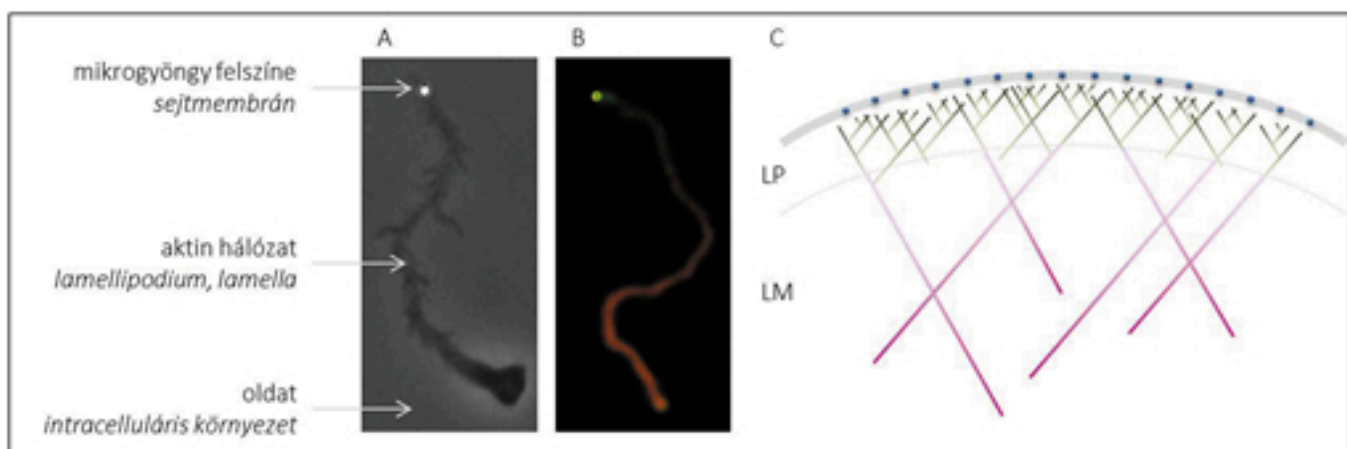 A
B
C
mikrogyöngy felszíne
sejtmembrán
aktin hálózat
lamellipodium, lamella
oldat
intracelluláris környezet
LP
LM